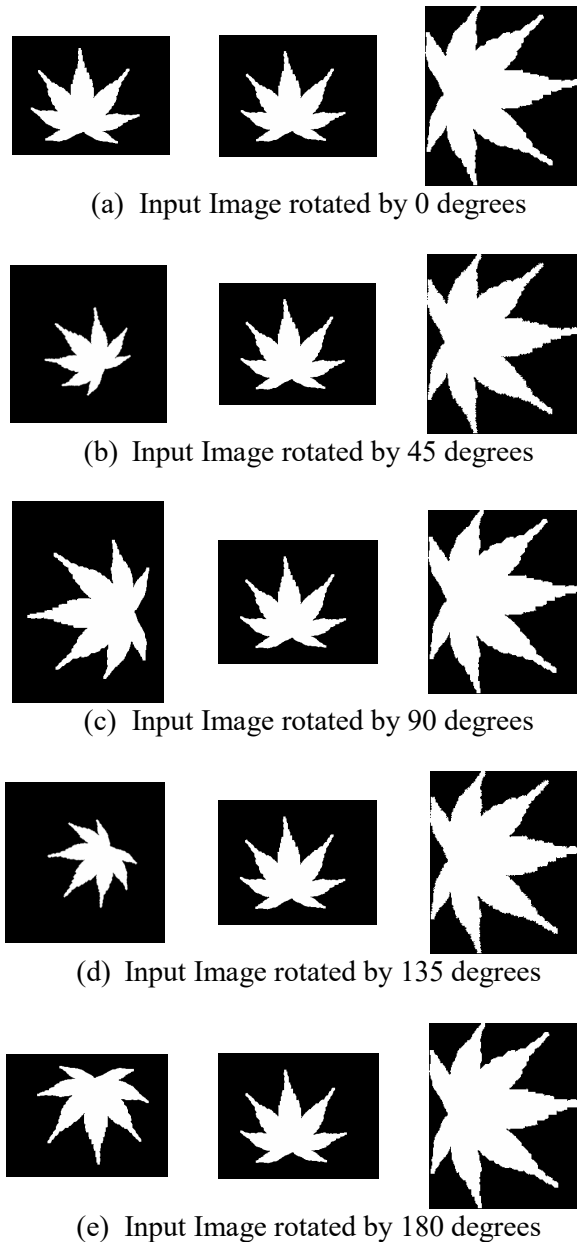 (a) Input Image rotated by 0 degrees
(b) Input Image rotated by 45 degrees
(c) Input Image rotated by 90 degrees
(d) Input Image rotated by 135 degrees
(e) Input Image rotated by 180 degrees